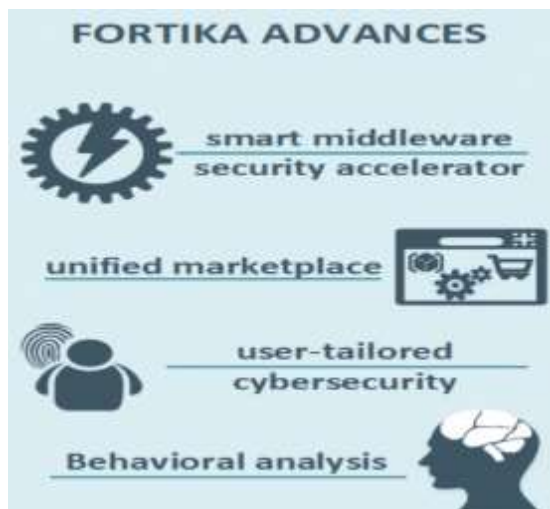 FORTIKA ADVANCES
smart middleware
security accelerator
unified marketplace
user-tailored
cybersecurity
Behavioral analysis